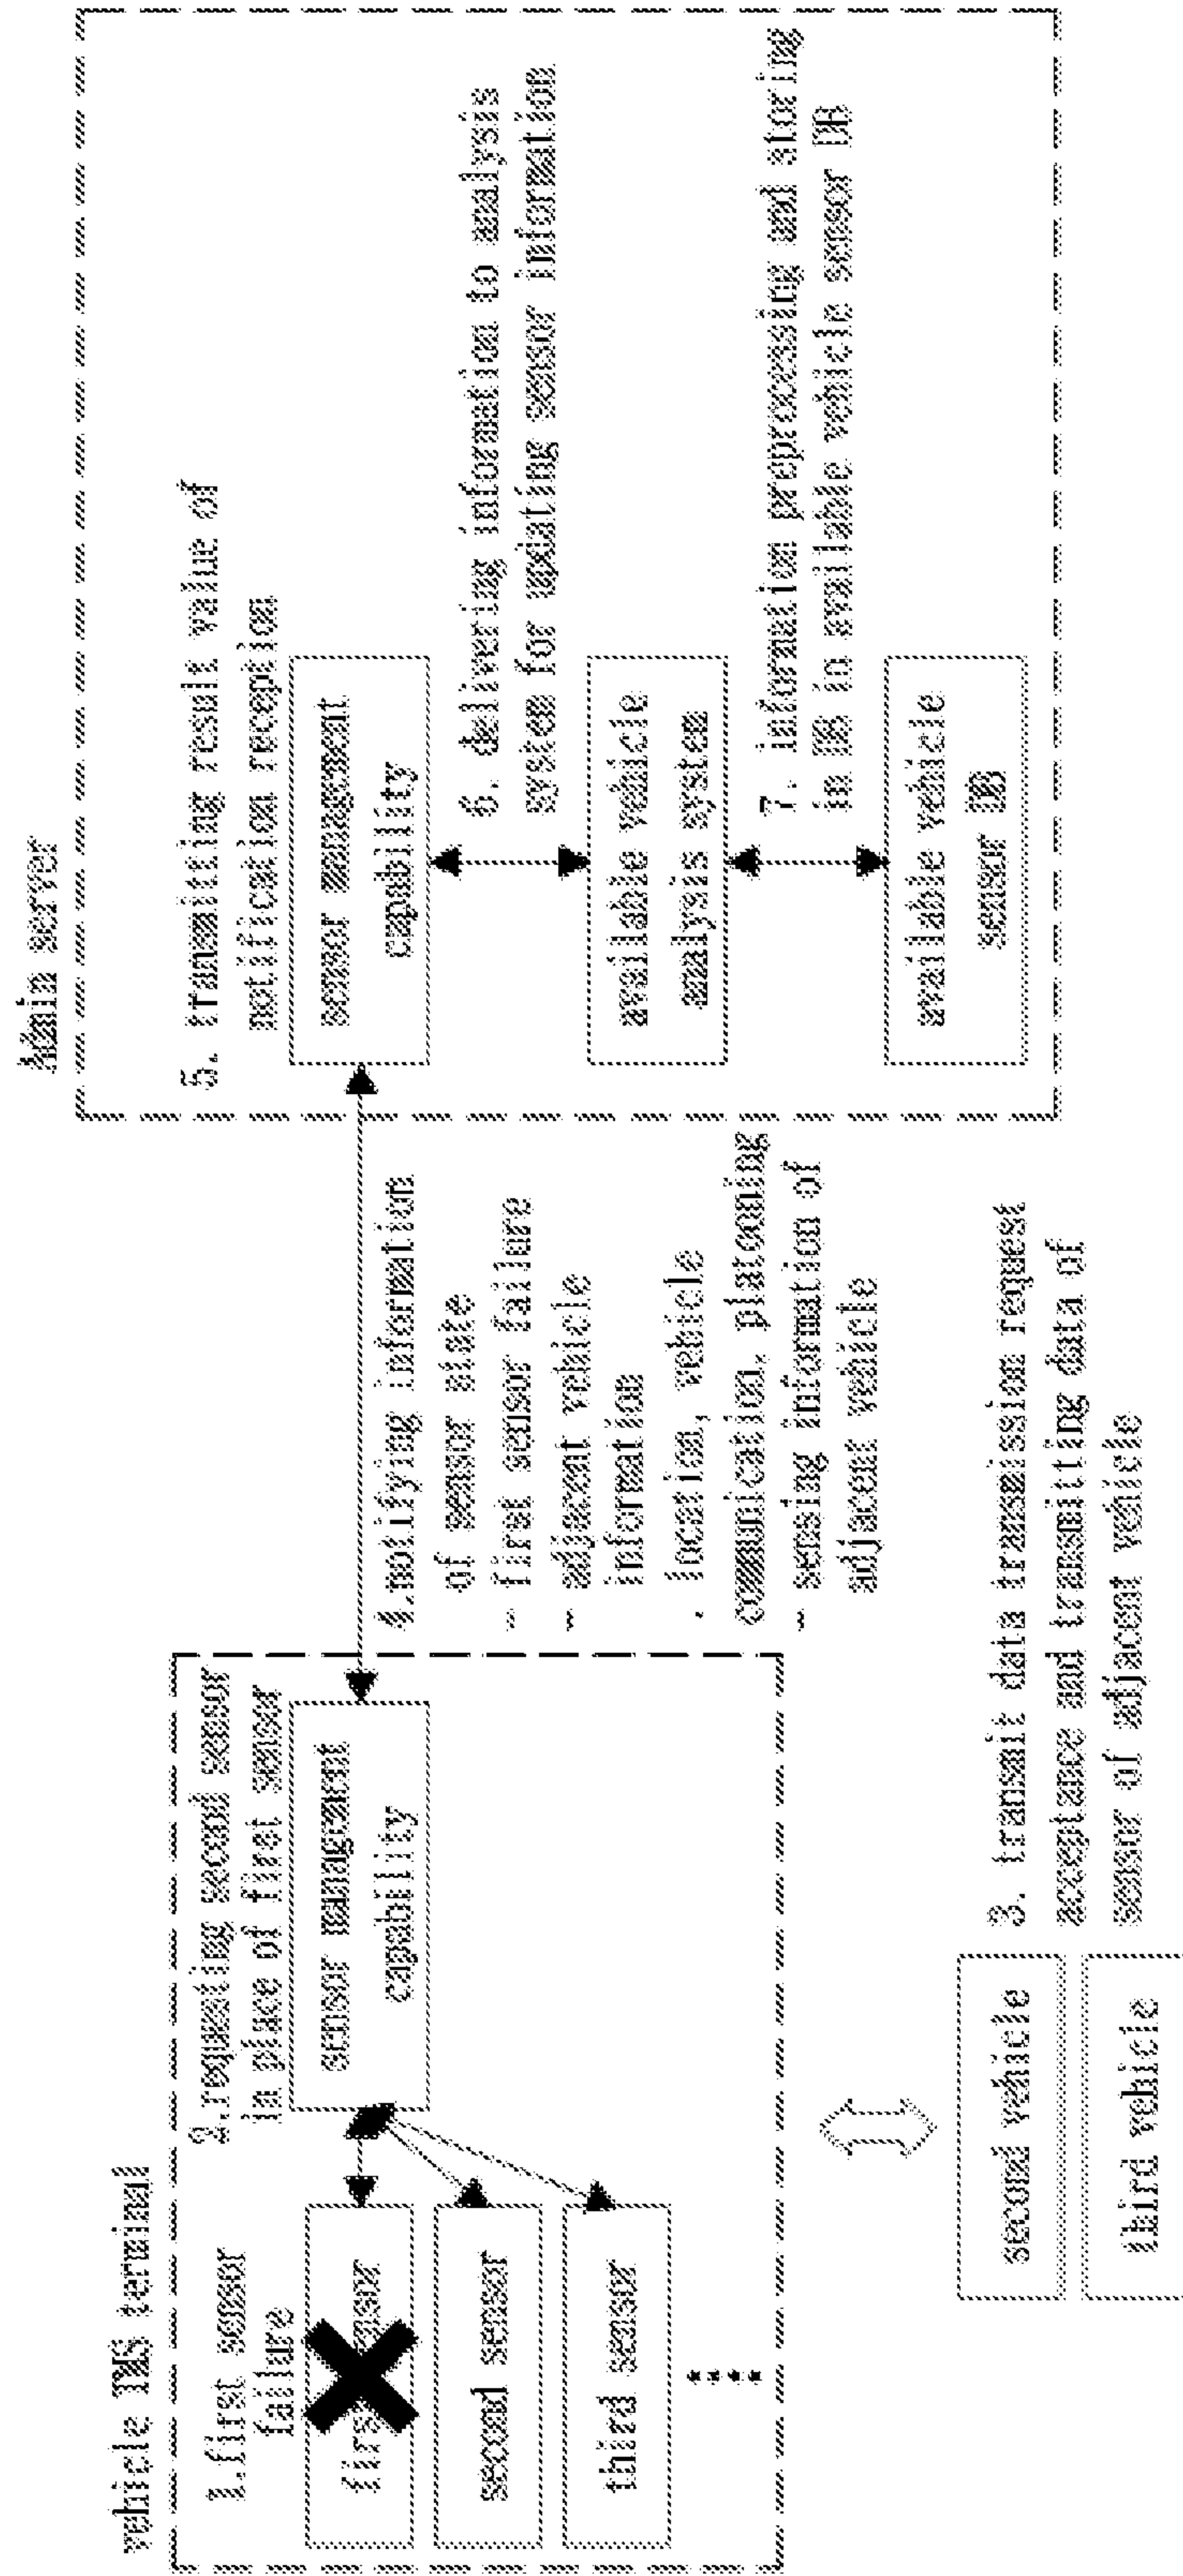 vehicle TMS terminal
1.first sensor
failure
2.requesting second sensor
in place of first sensor
first sensor
second sensor
third sensor
sensor management
capability
second vehicle
third vehicle
3. transmit data transmission request
acceptance and transmitting data of
sensor of adjacent vehicle
4.notifying information
of sensor state
- first sensor failure
- adjacent vehicle
information
. location, vehicle
communication, platooning
- sensing information of
adjacent vehicle
Admin server
5. transmitting result value of
notification reception
sensor management
capability
6. delivering information to analysis
system for updating sensor information
available vehicle
analysis system
7. information preprocessing and storing
in DB in available vehicle sensor DB
available vehicle
sensor DB